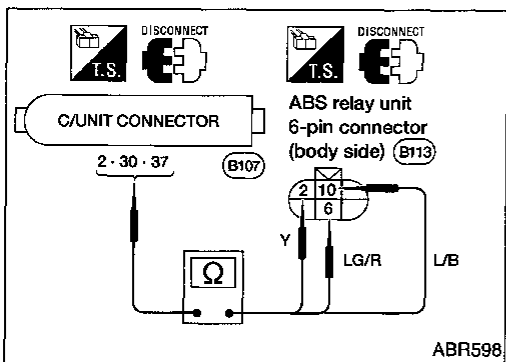 DISCONNECT
T.S.
DISCONNECT
T.S.
C/UNIT CONNECTOR
2 · 30 · 37
B107
ABS relay unit
6-pin connector
(body side) B113
2 10
6
Y
LG/R
L/B
Ω
ABR598